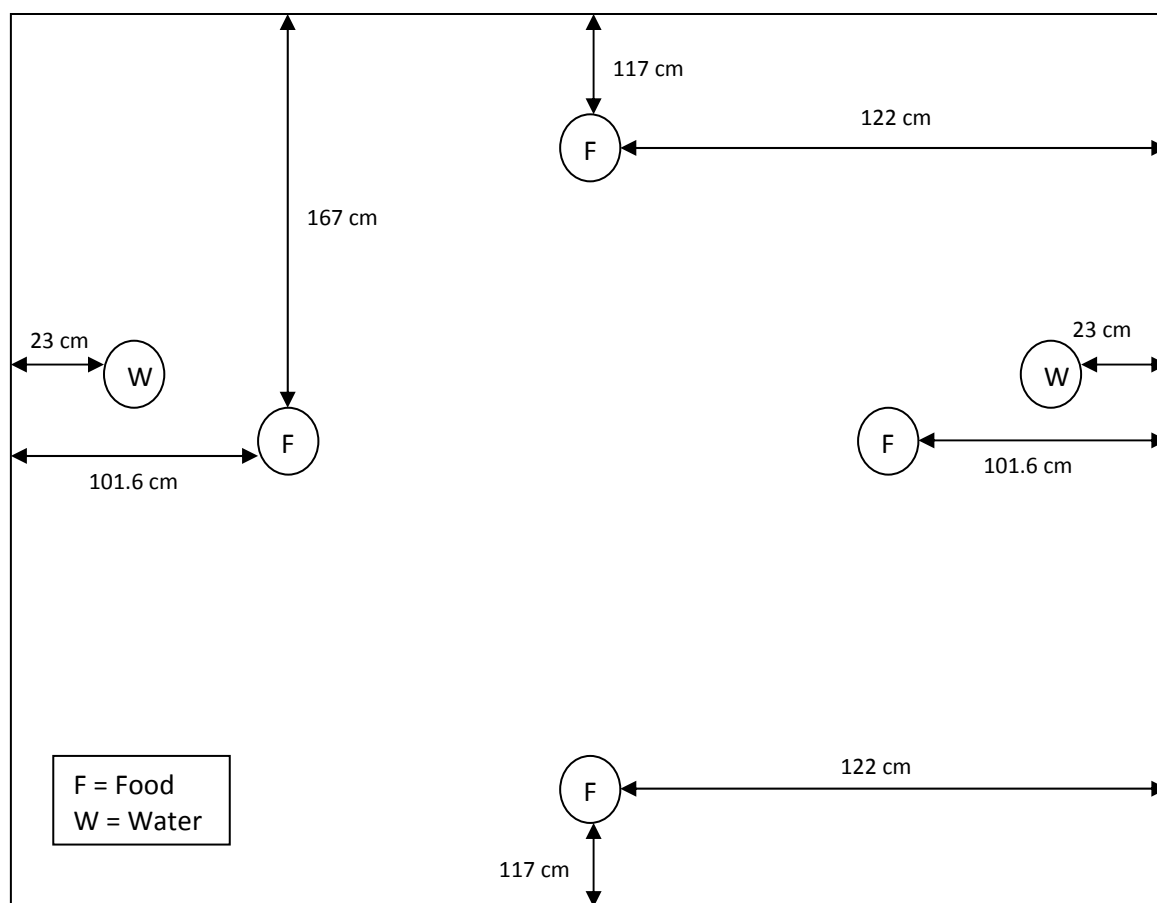 117 cm
122 cm
F
167 cm
23 cm
23 cm
W
W
F
F
101.6 cm
101.6 cm
122 cm
F = Food
W = Water
F
117 cm